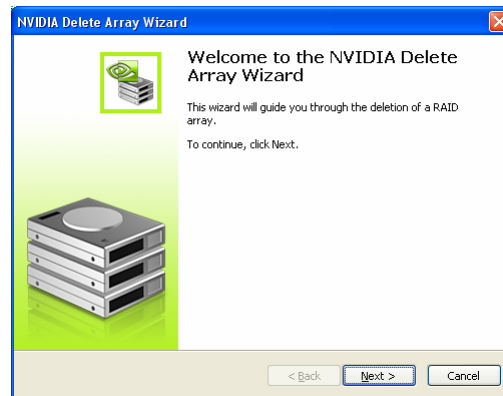 NVIDIA Delete Array Wizard
Welcome to the NVIDIA Delete
Array Wizard
This wizard will guide you through the deletion of a RAID
array.
To continue, click Next.
< Back
Next >
Cancel